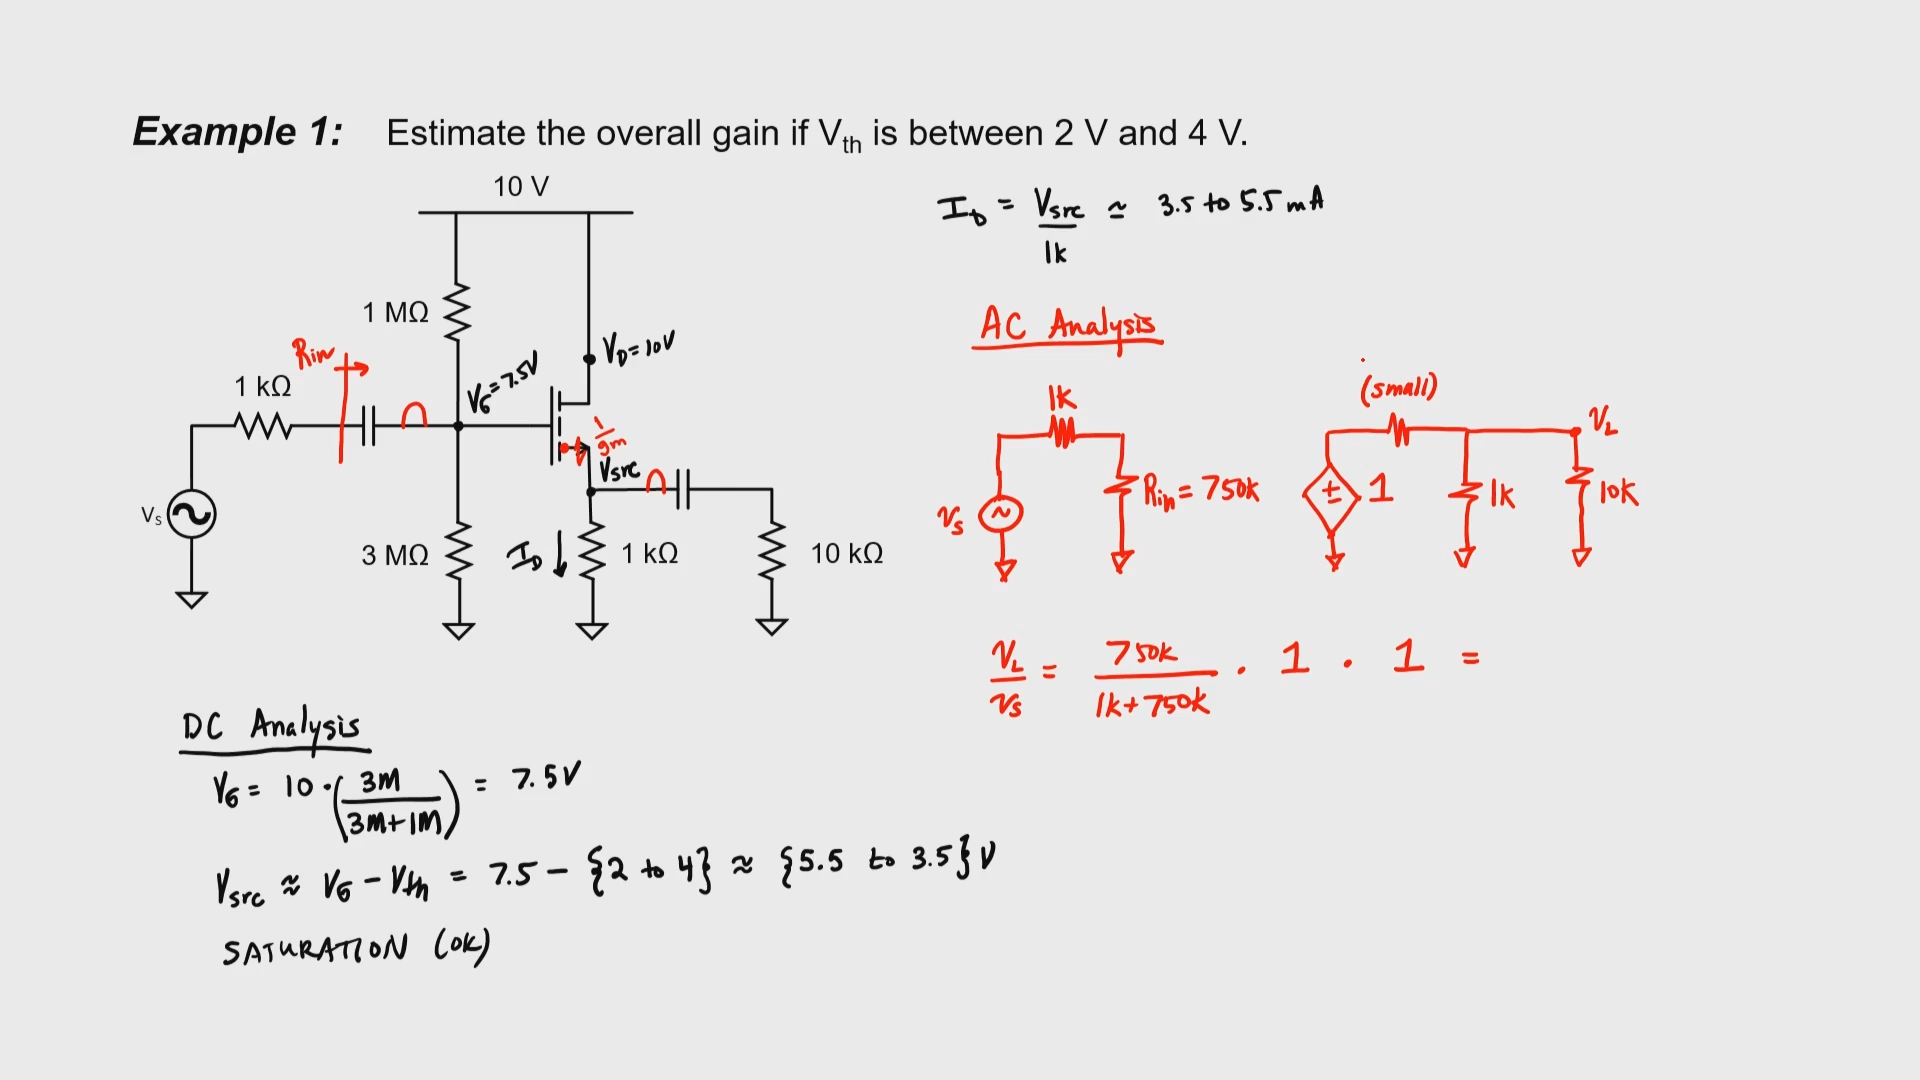 Example 1: Estimate the overall gain if Vth is between 2 V and 4 V.
10 V
1 MΩ
Rin
1 kΩ
VG=7.5V
VD=10V
1/gm
Vsrc
Vs
3 MΩ
ID
1 kΩ
10 kΩ
DC Analysis
VG = 10 · (3M / 3M+1M) = 7.5V
Vsrc ≈ VG − Vth = 7.5 − {2 to 4} ≈ {5.5 to 3.5} V
SATURATION (OK)
ID = Vsrc / 1k ≃ 3.5 to 5.5 mA
AC Analysis
1k
(small)
VL
Vs
Rin = 750k
± 1
1k
10k
VL / Vs = 750k / 1k+750k · 1 · 1 =